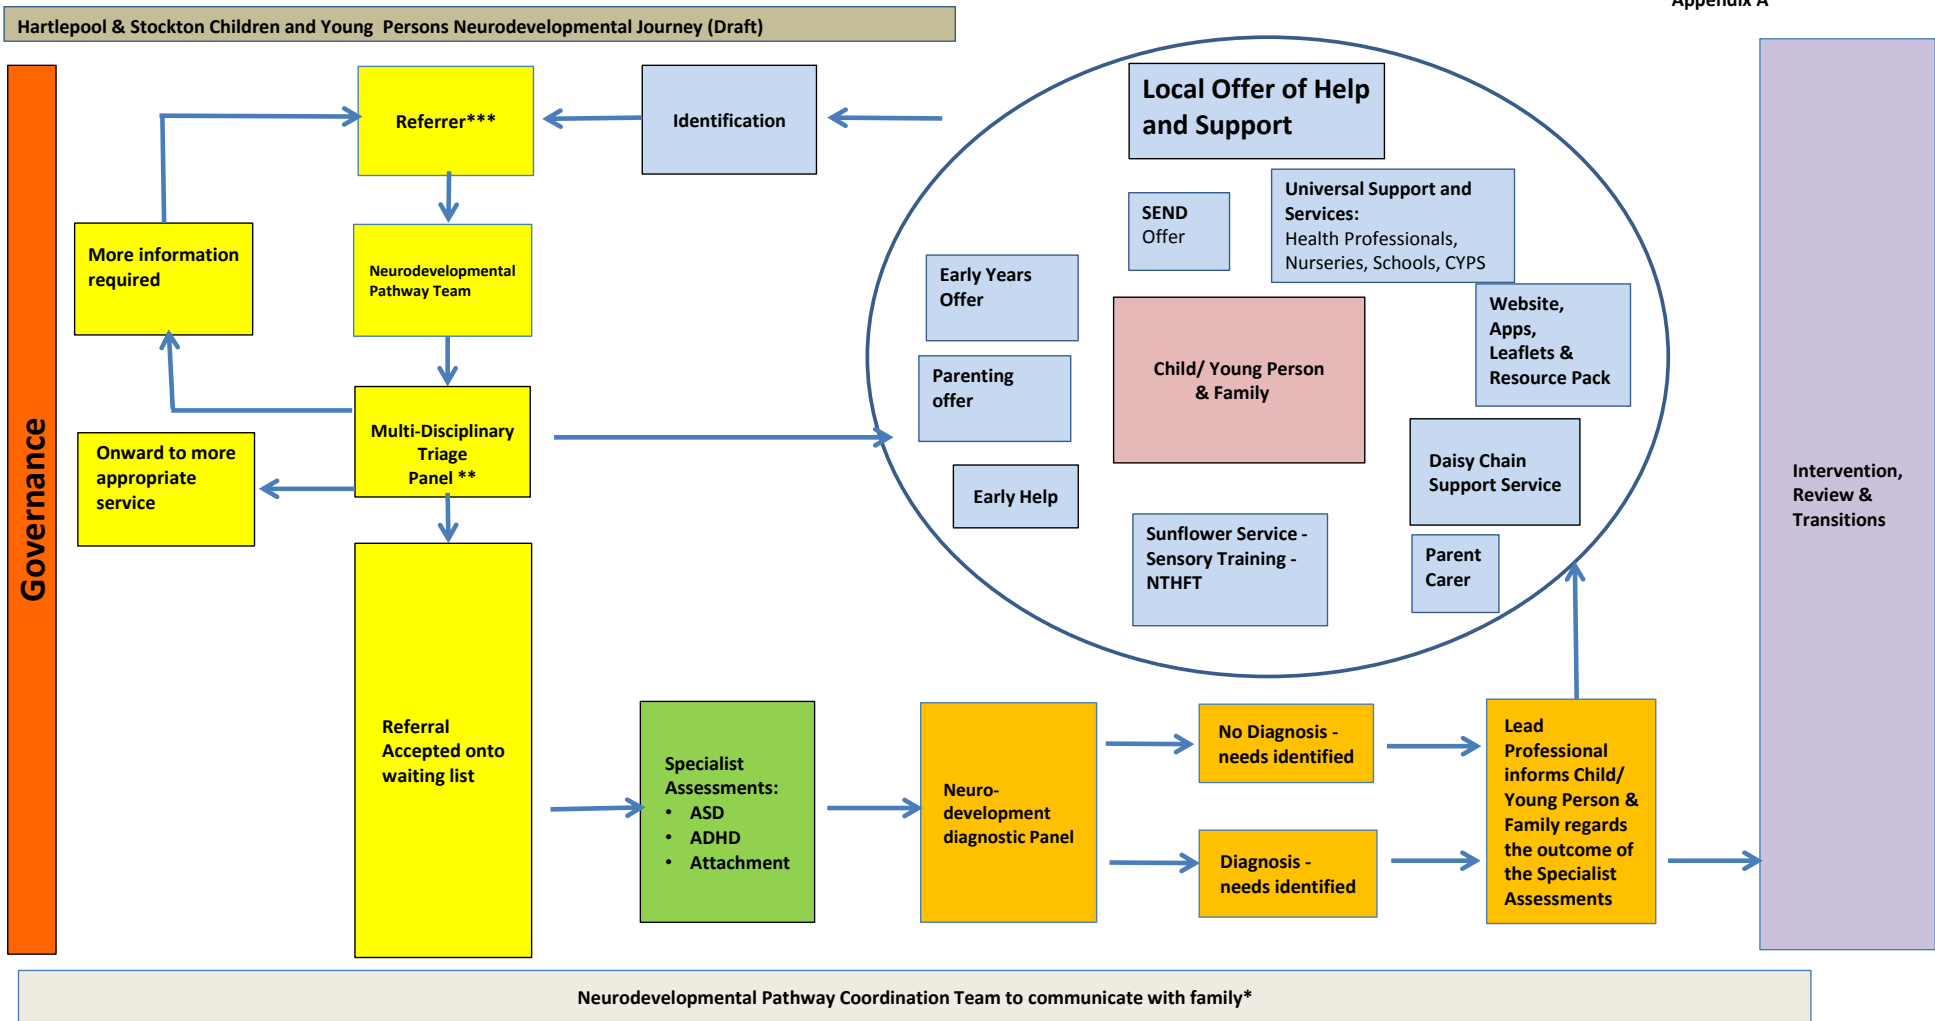 Appendix A
Hartlepool & Stockton Children and Young  Persons Neurodevelopmental Journey (Draft)
Governance
Referrer***
Identification
More information
required
Neurodevelopmental
Pathway Team
Multi-Disciplinary
Triage
Panel **
Onward to more
appropriate
service
Referral
Accepted onto
waiting list
Local Offer of Help
and Support
SEND
Offer
Universal Support and
Services:
Health Professionals,
Nurseries, Schools, CYPS
Early Years
Offer
Website,
Apps,
Leaflets &
Resource Pack
Parenting
offer
Child/ Young Person
& Family
Early Help
Daisy Chain
Support Service
Sunflower Service -
Sensory Training -
NTHFT
Parent
Carer
Specialist
Assessments:
• ASD
• ADHD
• Attachment
Neuro-
development
diagnostic Panel
No Diagnosis -
needs identified
Diagnosis -
needs identified
Lead
Professional
informs Child/
Young Person &
Family regards
the outcome of
the Specialist
Assessments
Intervention,
Review &
Transitions
Neurodevelopmental Pathway Coordination Team to communicate with family*